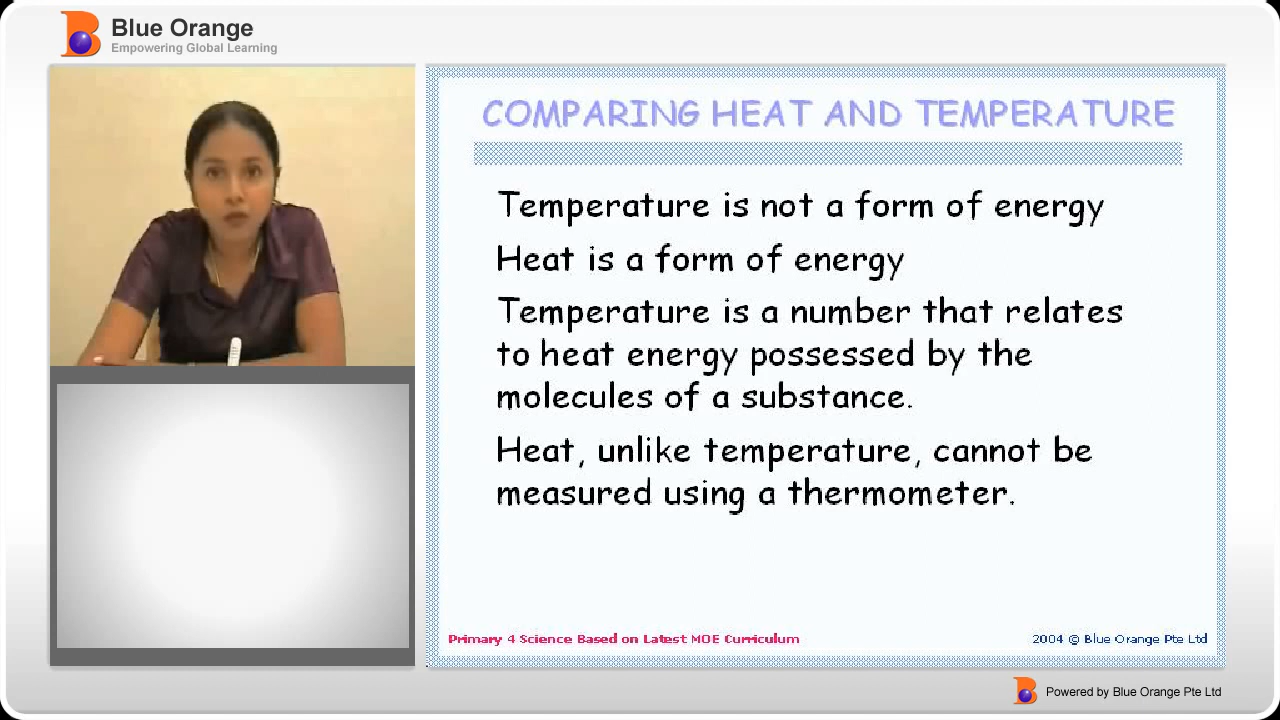 Blue Orange
Empowering Global Learning
COMPARING HEAT AND TEMPERATURE
Temperature is not a form of energy
Heat is a form of energy
Temperature is a number that relates
to heat energy possessed by the
molecules of a substance.
Heat, unlike temperature, cannot be
measured using a thermometer.
Primary 4 Science Based on Latest MOE Curriculum
2004 © Blue Orange Pte Ltd
Powered by Blue Orange Pte Ltd